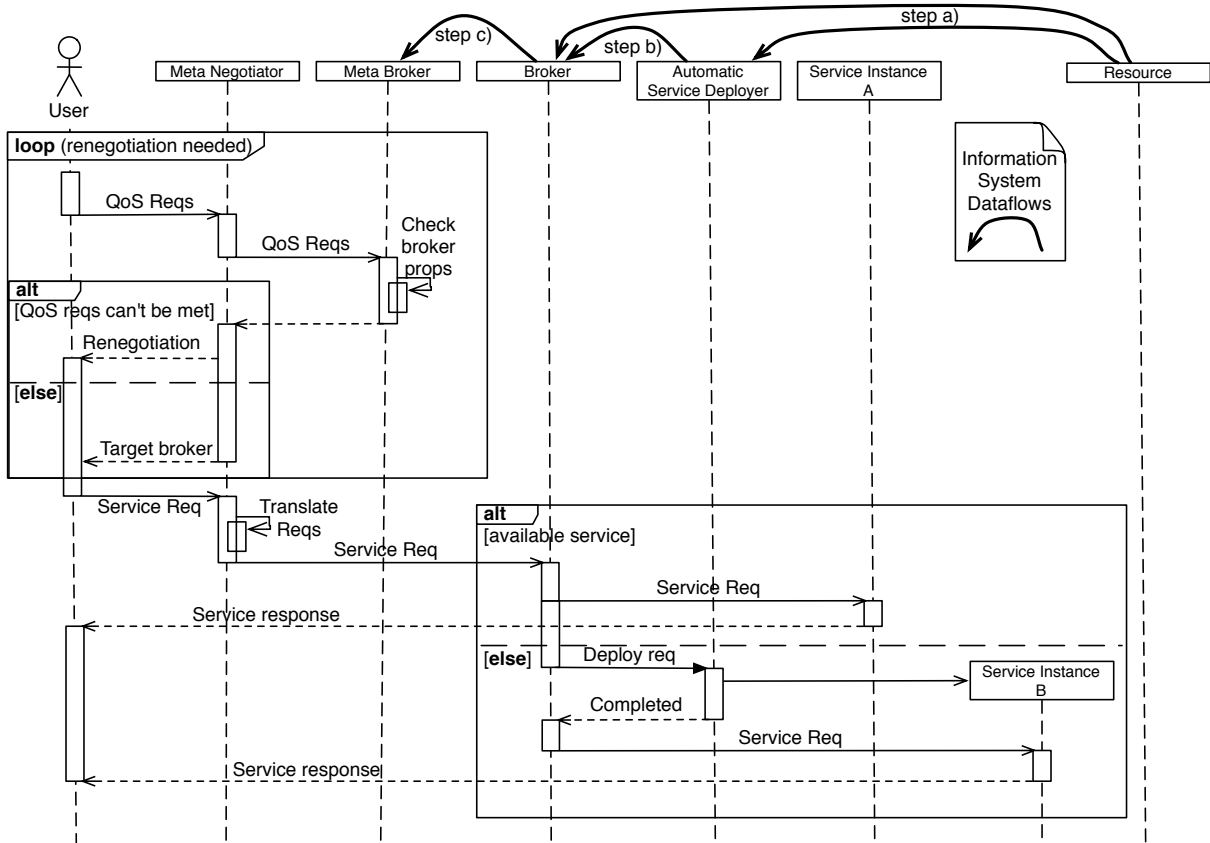 step a)
step c)
step b)
User
Meta Negotiator
Meta Broker
Broker
Automatic
Service Deployer
Service Instance
A
Resource
loop (renegotiation needed)
Information
System
Dataflows
QoS Reqs
QoS Reqs
Check
broker
props
alt
[QoS reqs can't be met]
Renegotiation
[else]
Target broker
Service Req
Translate
Reqs
alt
[available service]
Service Req
Service Req
Service response
[else]
Deploy req
Service Instance
B
Completed
Service Req
Service response